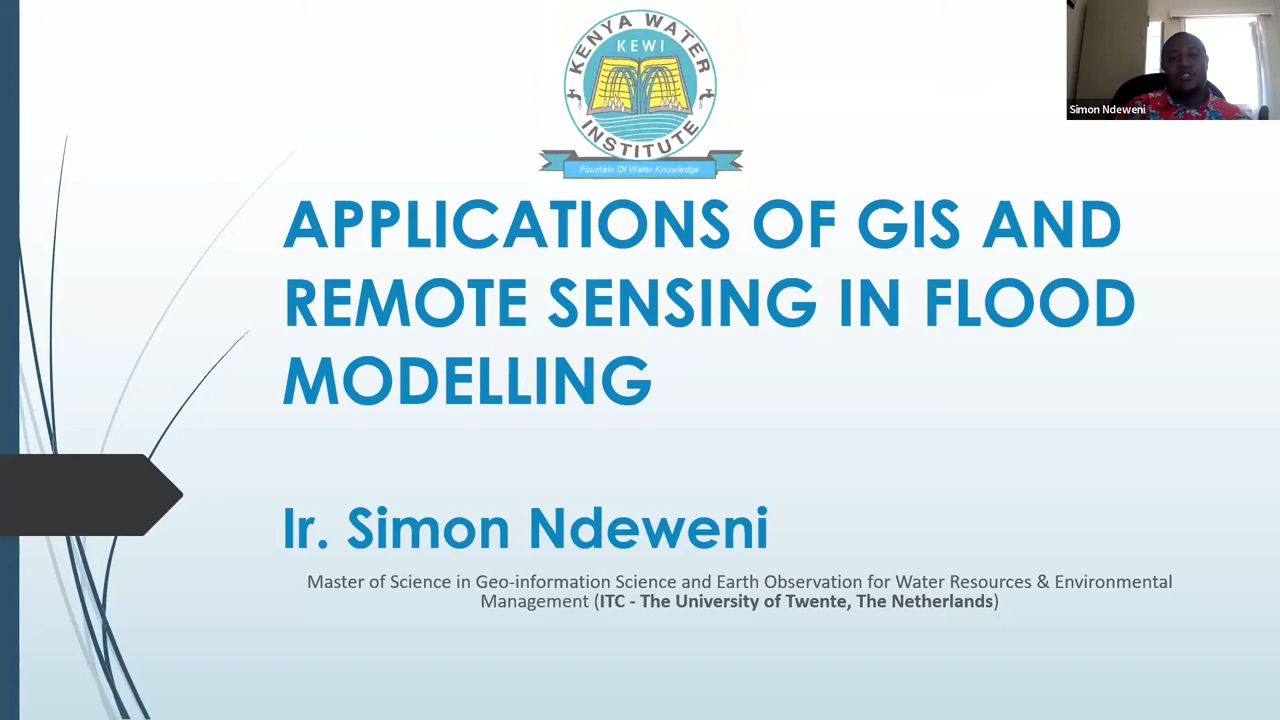 KENYA WATER
KEWI
INSTITUTE
Fountain Of Water Knowledge
Simon Ndeweni
APPLICATIONS OF GIS AND
REMOTE SENSING IN FLOOD
MODELLING
Ir. Simon Ndeweni
Master of Science in Geo-information Science and Earth Observation for Water Resources & Environmental
Management (ITC - The University of Twente, The Netherlands)